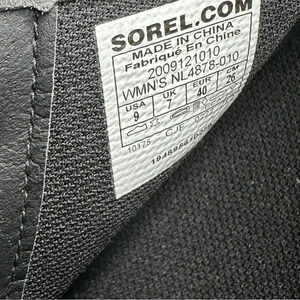 SOREL.COM
MADE IN CHINA
Fabriqué En Chine
2009121010
WMN'S NL4878-010
USA UK EUR CM
9 7 40 26
10175